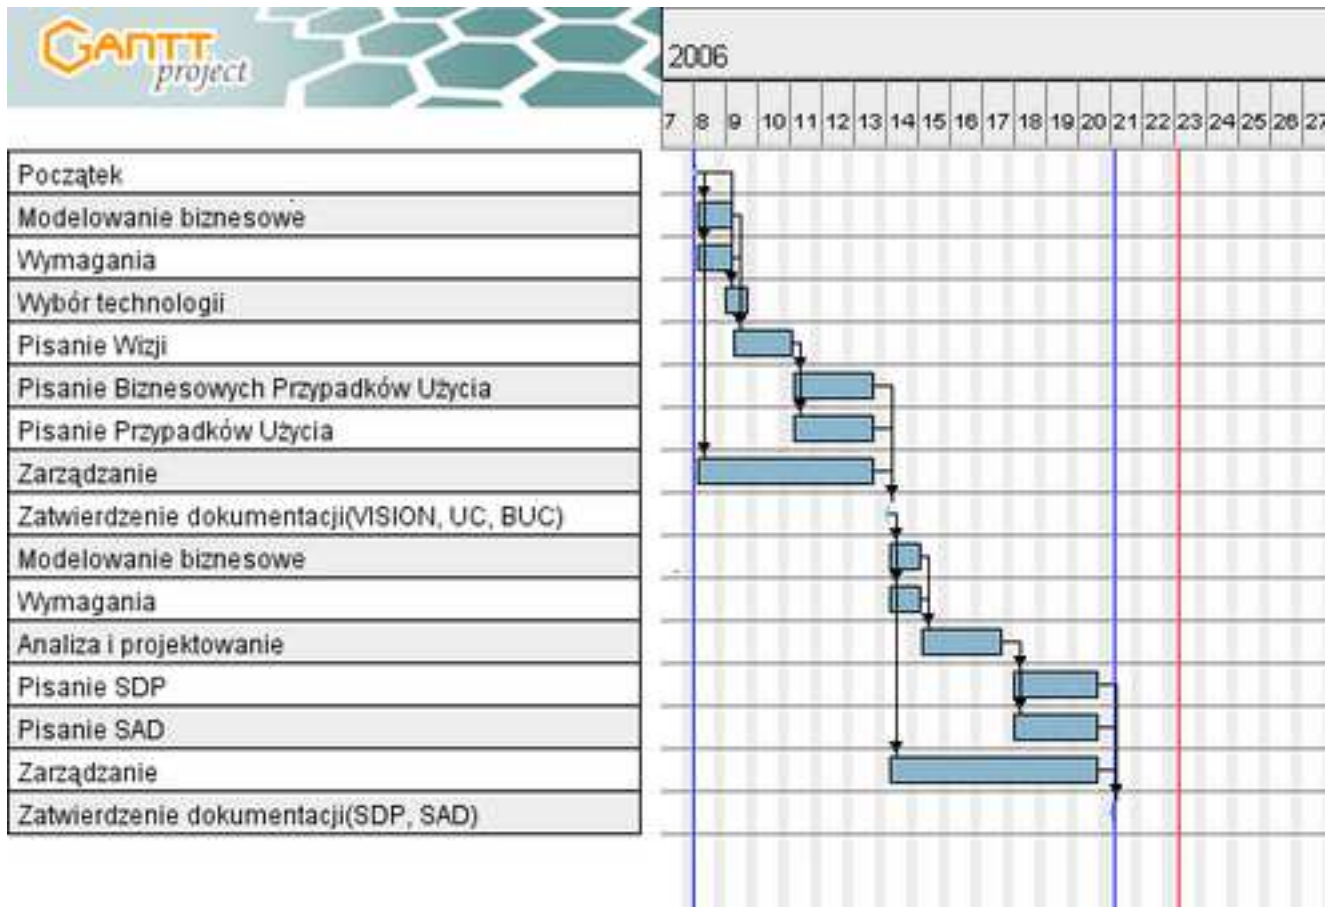 GANTT
project
2006
7 8 9 10 11 12 13 14 15 16 17 18 19 20 21 22 23 24 25 26 27
Początek
Modelowanie biznesowe
Wymagania
Wybór technologii
Pisanie Wizji
Pisanie Biznesowych Przypadków Użycia
Pisanie Przypadków Użycia
Zarządzanie
Zatwierdzenie dokumentacji(VISION, UC, BUC)
Modelowanie biznesowe
Wymagania
Analiza i projektowanie
Pisanie SDP
Pisanie SAD
Zarządzanie
Zatwierdzenie dokumentacji(SDP, SAD)